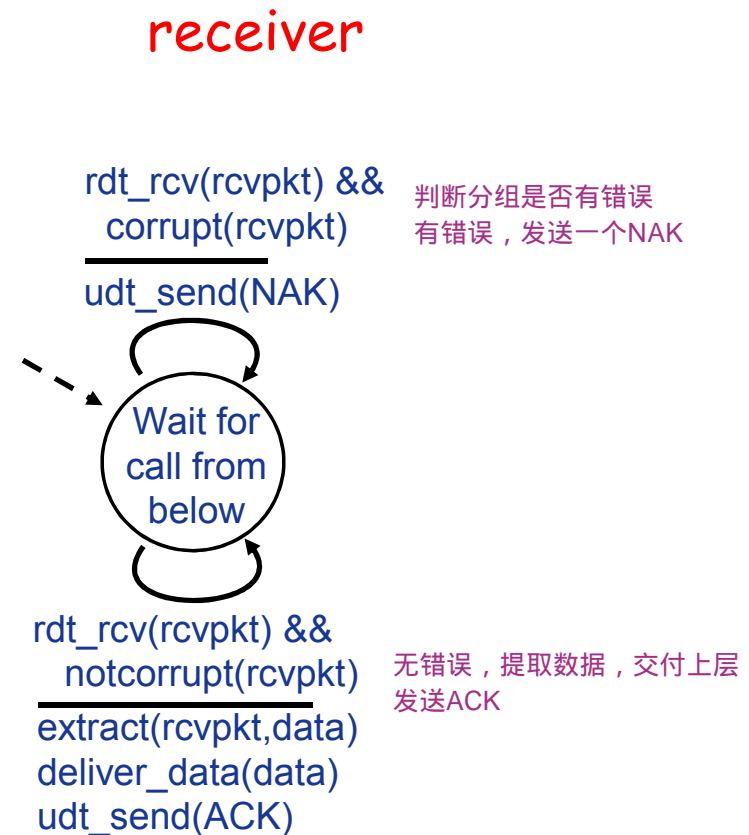 receiver
rdt_rcv(rcvpkt) &&
corrupt(rcvpkt)
判断分组是否有错误
有错误，发送一个NAK
udt_send(NAK)
Wait for
call from
below
rdt_rcv(rcvpkt) &&
notcorrupt(rcvpkt)
无错误，提取数据，交付上层
发送ACK
extract(rcvpkt,data)
deliver_data(data)
udt_send(ACK)